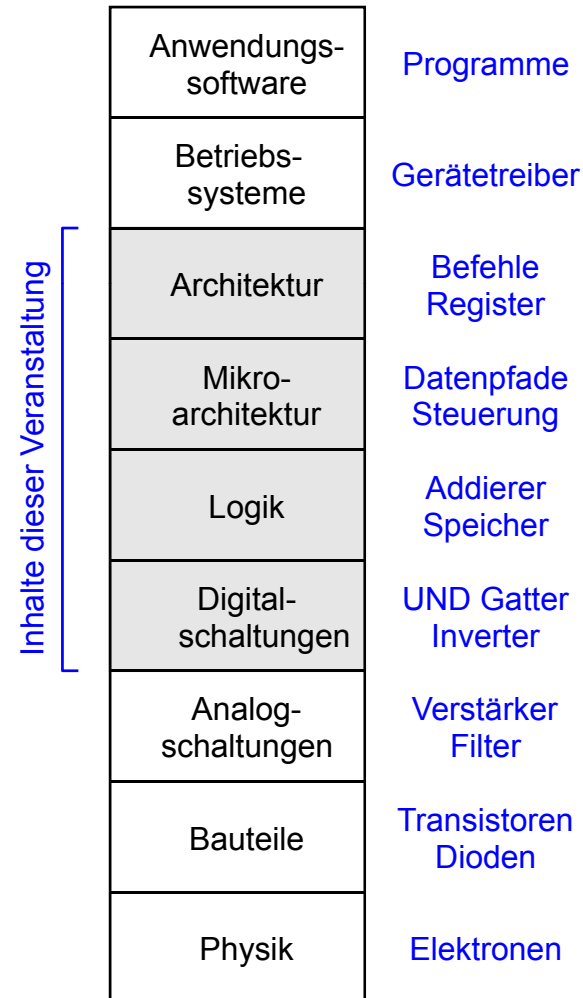 Anwendungs-
software
Programme
Betriebs-
systeme
Gerätetreiber
Inhalte dieser Veranstaltung
Architektur
Befehle
Register
Mikro-
architektur
Datenpfade
Steuerung
Logik
Addierer
Speicher
Digital-
schaltungen
UND Gatter
Inverter
Analog-
schaltungen
Verstärker
Filter
Bauteile
Transistoren
Dioden
Physik
Elektronen